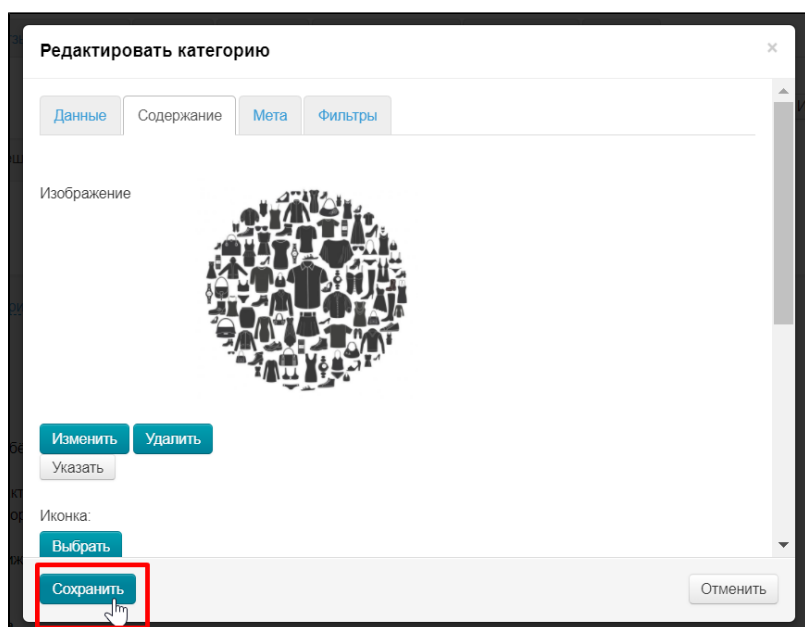 Редактировать категорию ×
Данные Содержание Мета Фильтры
Изображение
Изменить Удалить
Указать
Иконка:
Выбрать
Сохранить Отменить